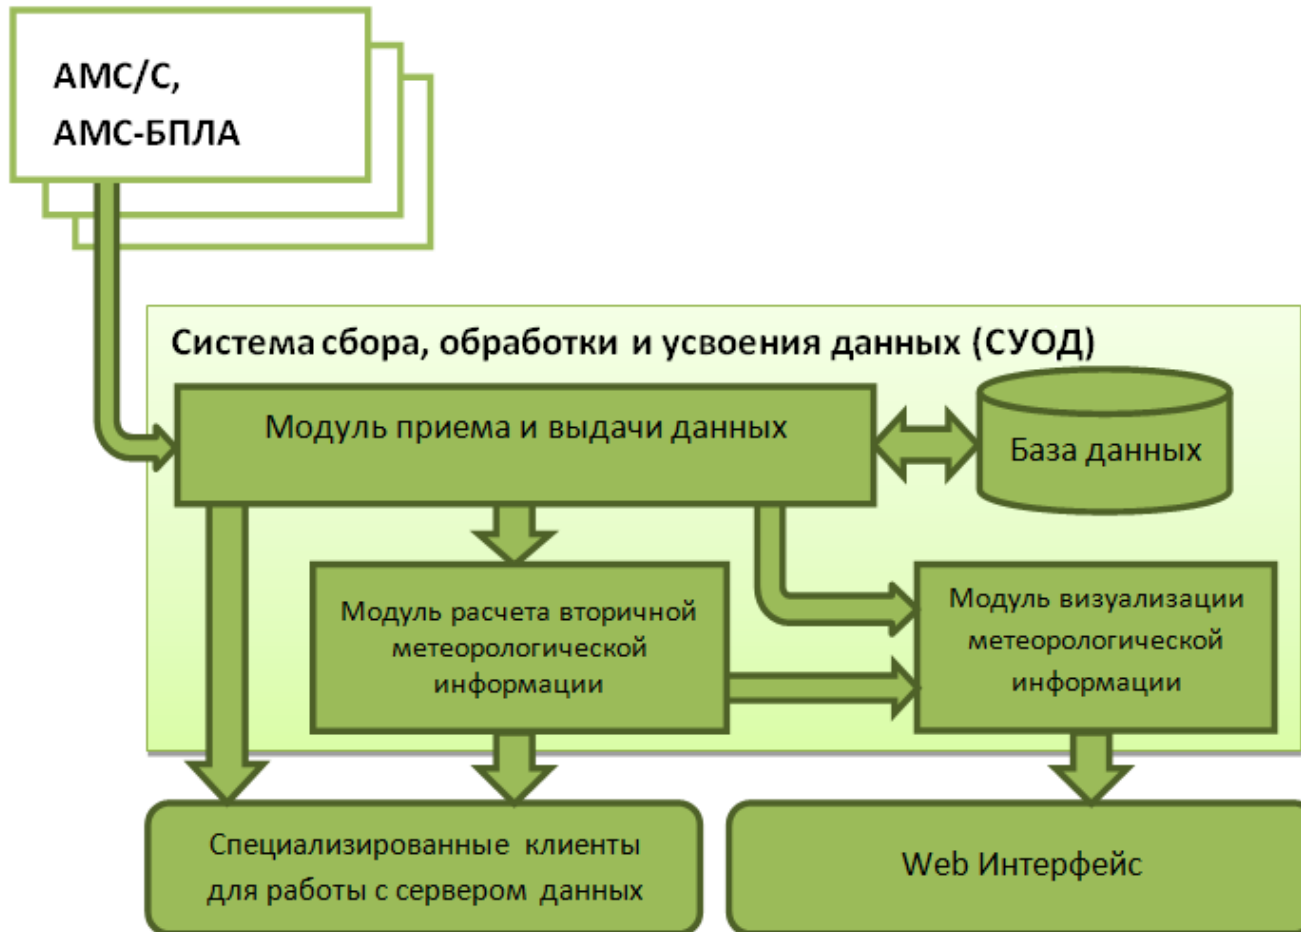 АМС/С,
АМС-БПЛА
Система сбора, обработки и усвоения данных (СУОД)
Модуль приема и выдачи данных
База данных
Модуль расчета вторичной
метеорологической
информации
Модуль визуализации
метеорологической
информации
Специализированные клиенты
для работы с сервером данных
Web Интерфейс